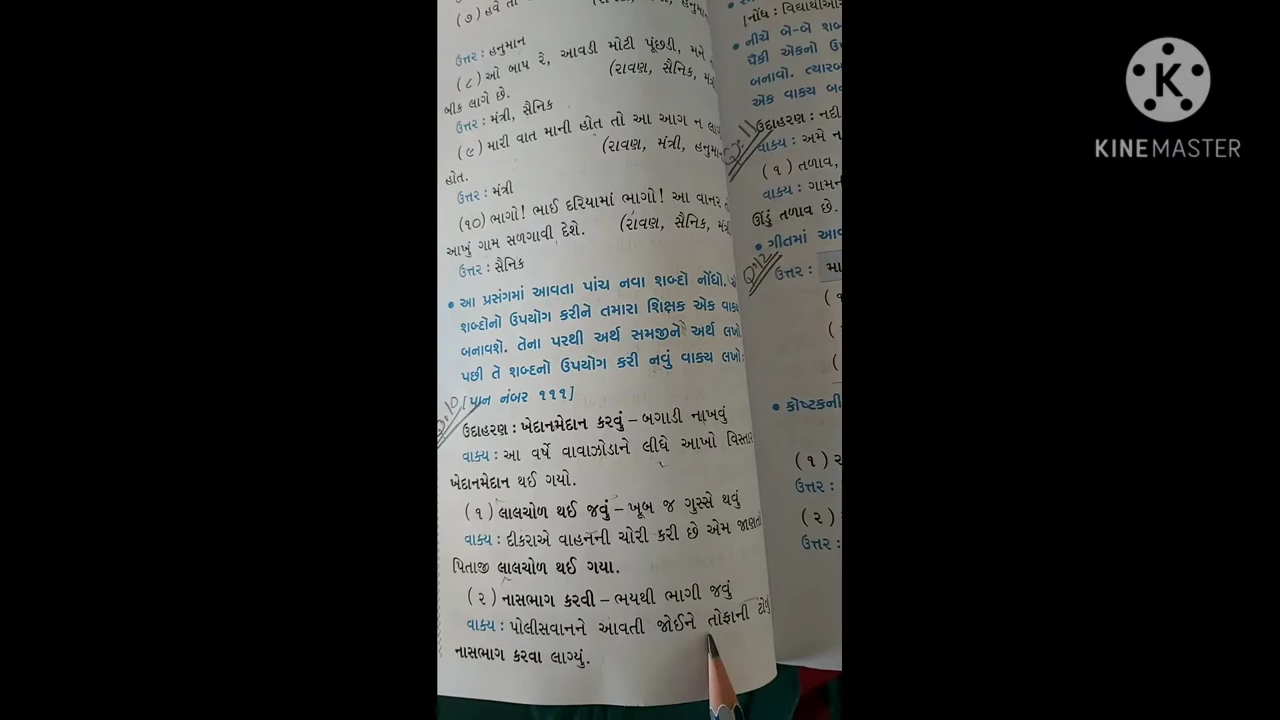 (૭) હવે તો
ઉત્તર : હનુમાન
(૮) ઓ બાપ રે, આવડી મોટી પૂંછડી, મને
બીક લાગે છે. (રાવણ, સૈનિક,
ઉત્તર : મંત્રી, સૈનિક
(૯) મારી વાત માની હોત તો આ આગ ન
હોત. (રાવણ, મંત્રી,
ઉત્તર : મંત્રી
(૧૦) ભાગો! ભાઈ દરિયામાં ભાગો! આ વાનર
આખું ગામ સળગાવી દેશે. (રાવણ, સૈનિક,
ઉત્તર : સૈનિક
• આ પ્રસંગમાં આવતા પાંચ નવા શબ્દો નોંધો.
શબ્દોનો ઉપયોગ કરીને તમારા શિક્ષક એક
બનાવશે. તેના પરથી અર્થ સમજીને અર્થ લખો
પછી તે શબ્દનો ઉપયોગ કરી નવું વાક્ય લખો:
[પાન નંબર ૧૧૧]
ઉદાહરણ : ખેદાનમેદાન કરવું – બગાડી નાખવું
વાક્ય : આ વર્ષે વાવાઝોડાને લીધે આખો વિસ્તાર
ખેદાનમેદાન થઈ ગયો.
(૧) લાલચોળ થઈ જવું – ખૂબ જ ગુસ્સે થવું
વાક્ય : દીકરાએ વાહનની ચોરી કરી છે એમ જાણતાં
પિતાજી લાલચોળ થઈ ગયા.
(૨) નાસભાગ કરવી – ભયથી ભાગી જવું
વાક્ય : પોલીસવાનને આવતી જોઈને તોફાની ટોળું
નાસભાગ કરવા લાગ્યું.
Q:10
[નોંધ :
• નીચે બે-બે
પૈકી એકનો
બનાવો.
એક વાક્ય
ઉદાહરણ : નદી
વાક્ય : અમે
(૧) તળાવ,
વાક્ય :
ઊંડું તળાવ છે.
• ગીતમાં
ઉત્તર :
Q:11
Q:12
• કોષ્ટકની
(૧)
ઉત્તર :
(૨)
ઉત્તર :
K
KINEMASTER